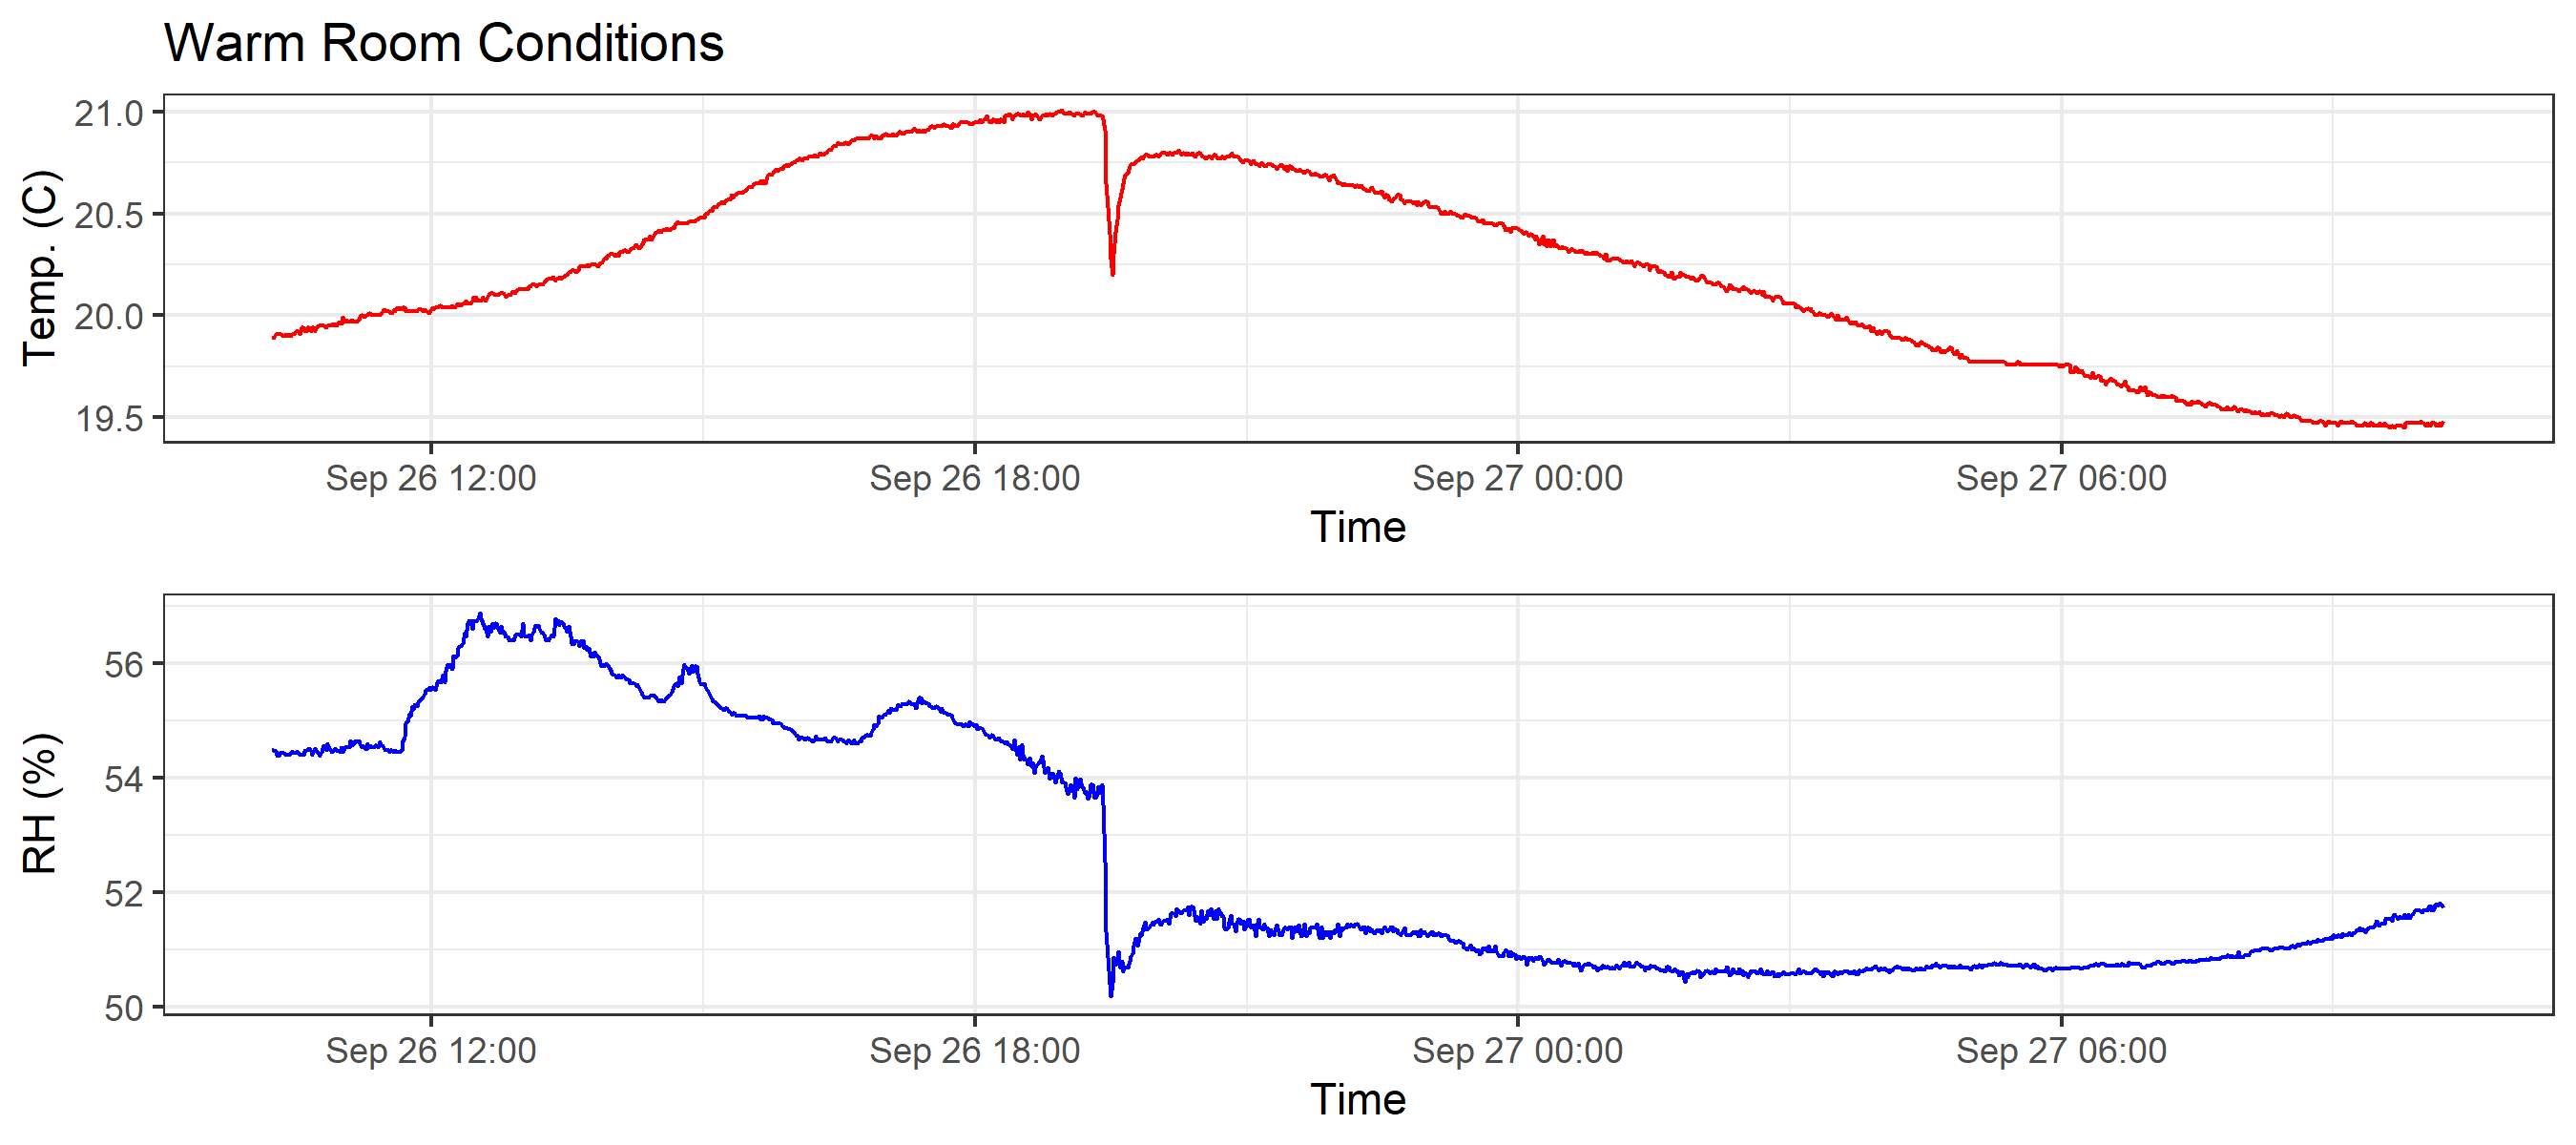 Warm Room Conditions
Temp. (C)
21.0
20.5
20.0
19.5
Sep 26 12:00 Sep 26 18:00 Sep 27 00:00 Sep 27 06:00
Time
RH (%)
56
54
52
50
Sep 26 12:00 Sep 26 18:00 Sep 27 00:00 Sep 27 06:00
Time